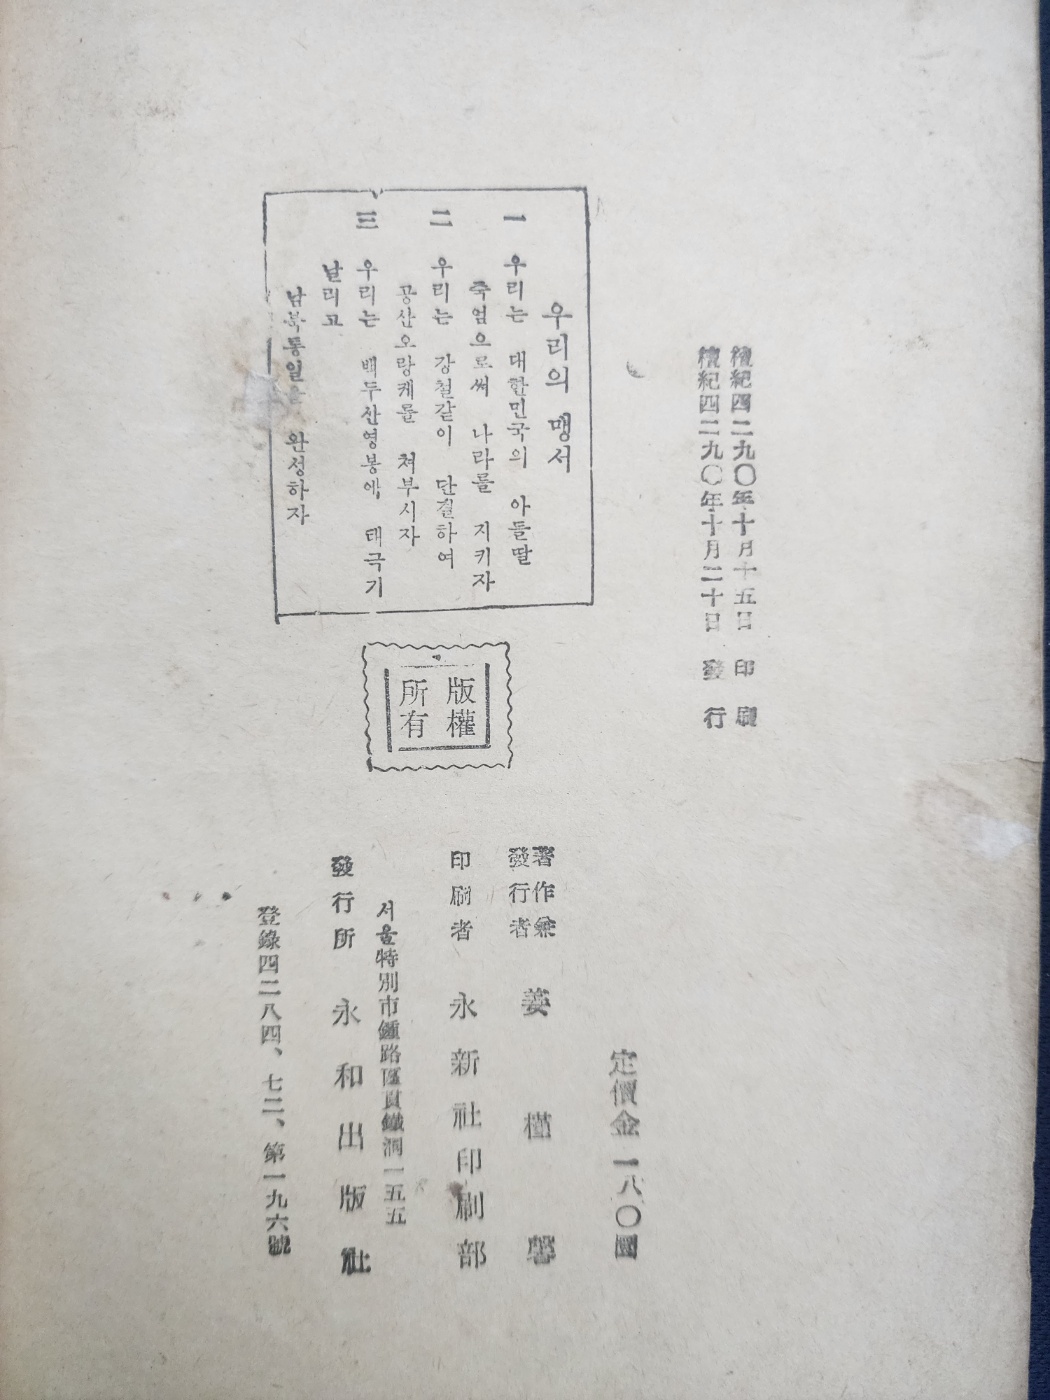 檀紀四二九〇年十月十五日 印刷
檀紀四二九〇年十月二十日 發行
우리의 맹서
一 우리는 대한민국의 아들딸
죽엄으로써 나라를 지키자
二 우리는 강철같이 단결하여
공산오랑캐를 쳐부시자
三 우리는 백두산영봉에 태극기
날리고
남북통일을 완성하자
版權
所有
定價金 一八〇圜
著作兼
發行者 姜槿馨
印刷者 永新社印刷部
서울特別市鍾路區貫鐵洞一五五
發行所 永和出版社
登錄四二八四、七二、第一九六號